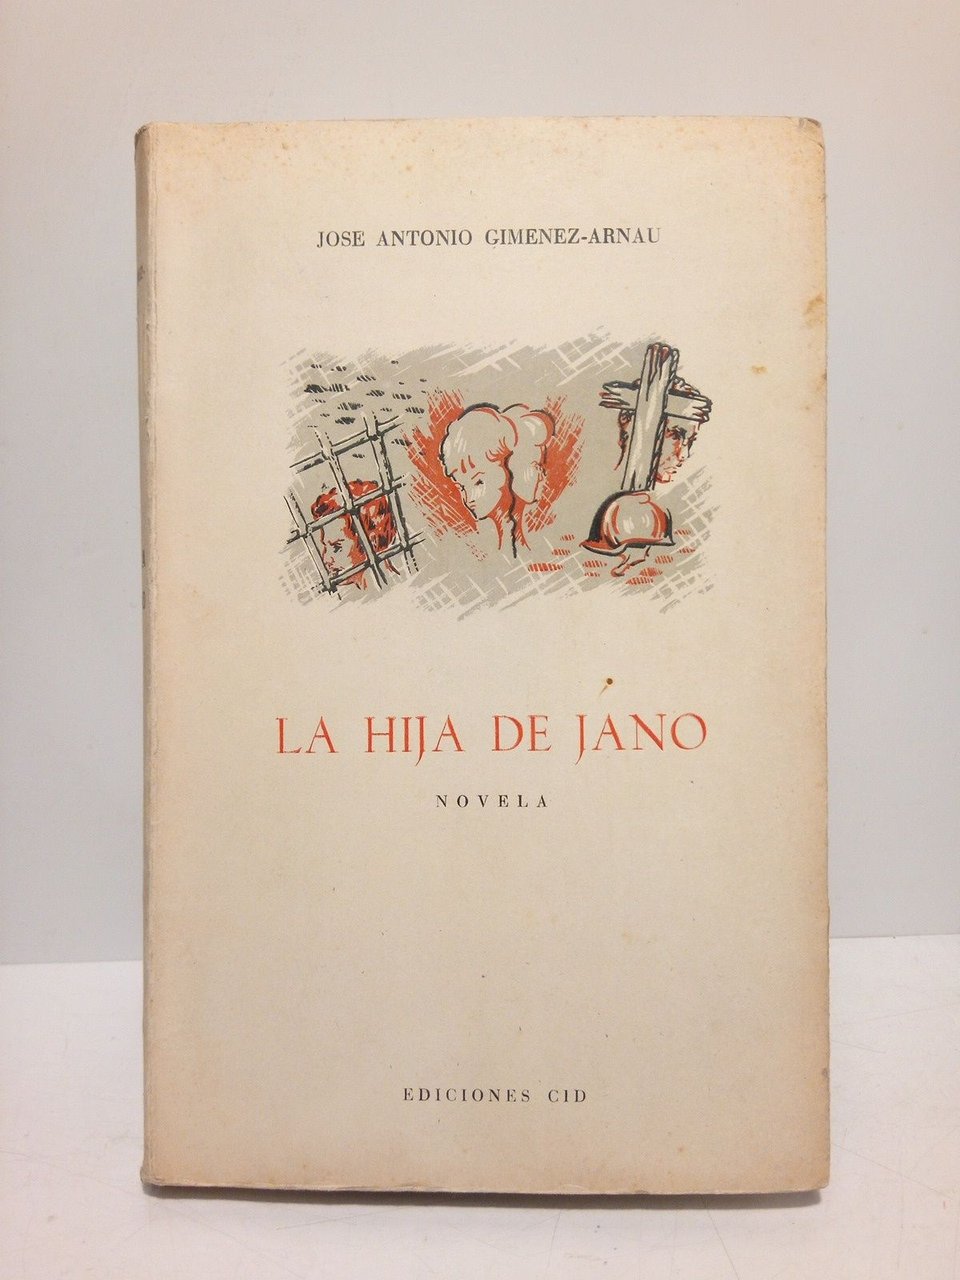 JOSE ANTONIO GIMENEZ-ARNAU
LA HIJA DE JANO
NOVELA
EDICIONES CID